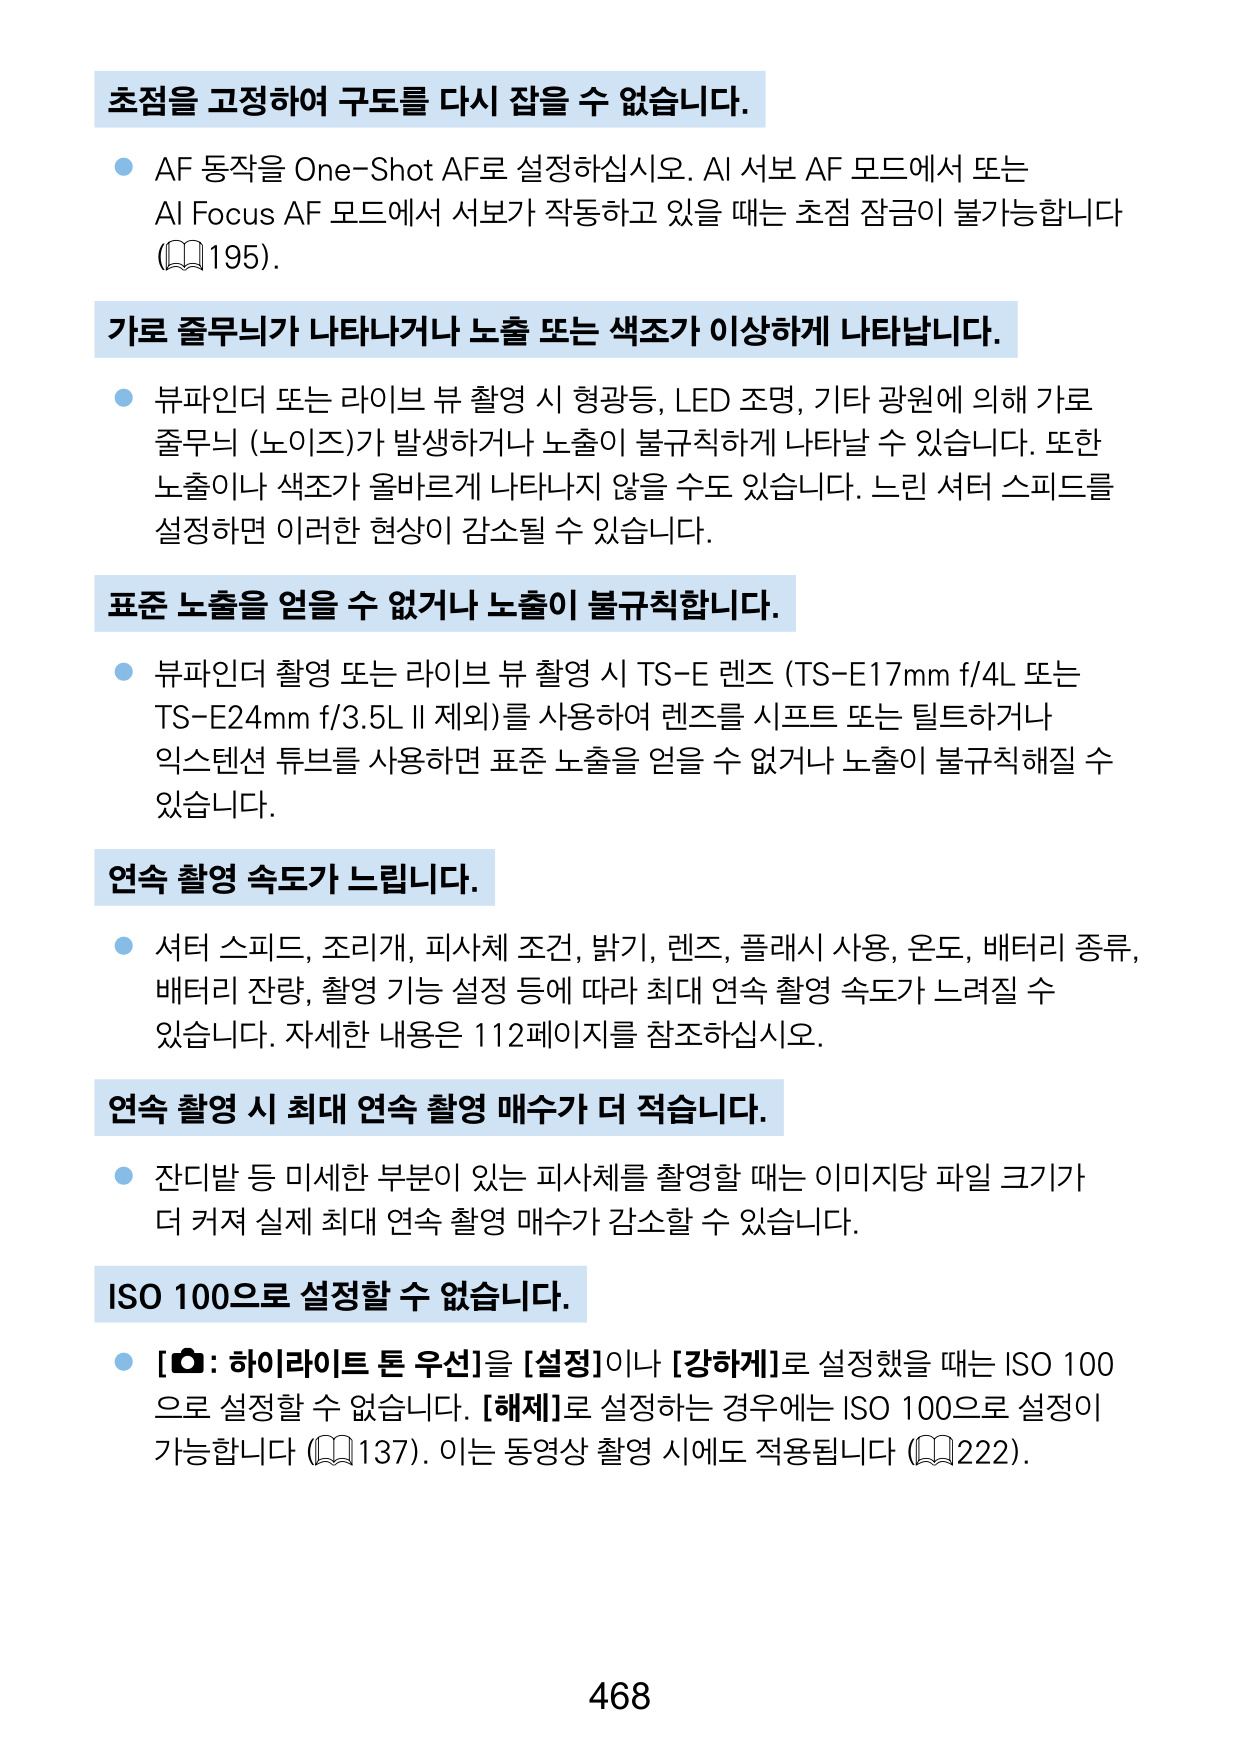 초점을 고정하여 구도를 다시 잡을 수 없습니다.
● AF 동작을 One-Shot AF로 설정하십시오. AI 서보 AF 모드에서 또는
AI Focus AF 모드에서 서보가 작동하고 있을 때는 초점 잠금이 불가능합니다
(195).
가로 줄무늬가 나타나거나 노출 또는 색조가 이상하게 나타납니다.
● 뷰파인더 또는 라이브 뷰 촬영 시 형광등, LED 조명, 기타 광원에 의해 가로
줄무늬 (노이즈)가 발생하거나 노출이 불규칙하게 나타날 수 있습니다. 또한
노출이나 색조가 올바르게 나타나지 않을 수도 있습니다. 느린 셔터 스피드를
설정하면 이러한 현상이 감소될 수 있습니다.
표준 노출을 얻을 수 없거나 노출이 불규칙합니다.
● 뷰파인더 촬영 또는 라이브 뷰 촬영 시 TS-E 렌즈 (TS-E17mm f/4L 또는
TS-E24mm f/3.5L II 제외)를 사용하여 렌즈를 시프트 또는 틸트하거나
익스텐션 튜브를 사용하면 표준 노출을 얻을 수 없거나 노출이 불규칙해질 수
있습니다.
연속 촬영 속도가 느립니다.
● 셔터 스피드, 조리개, 피사체 조건, 밝기, 렌즈, 플래시 사용, 온도, 배터리 종류,
배터리 잔량, 촬영 기능 설정 등에 따라 최대 연속 촬영 속도가 느려질 수
있습니다. 자세한 내용은 112페이지를 참조하십시오.
연속 촬영 시 최대 연속 촬영 매수가 더 적습니다.
● 잔디밭 등 미세한 부분이 있는 피사체를 촬영할 때는 이미지당 파일 크기가
더 커져 실제 최대 연속 촬영 매수가 감소할 수 있습니다.
ISO 100으로 설정할 수 없습니다.
● [: 하이라이트 톤 우선]을 [설정]이나 [강하게]로 설정했을 때는 ISO 100
으로 설정할 수 없습니다. [해제]로 설정하는 경우에는 ISO 100으로 설정이
가능합니다 (137). 이는 동영상 촬영 시에도 적용됩니다 (222).
468